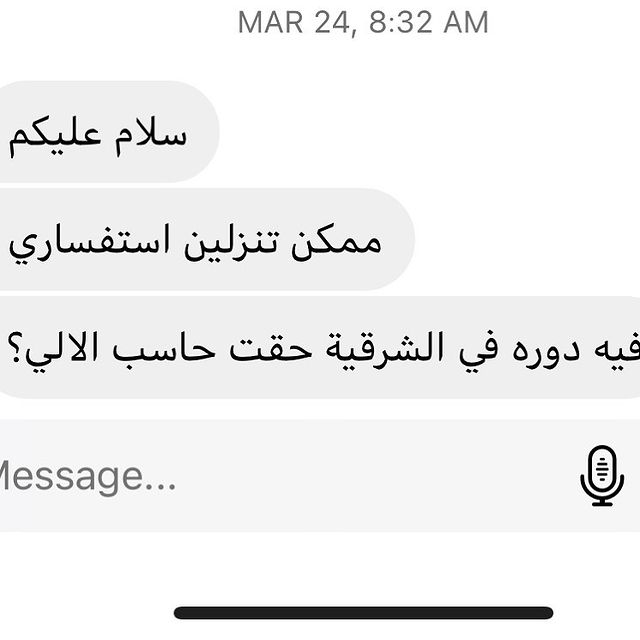 MAR 24, 8:32 AM
سلام عليكم
ممكن تنزلين استفساري
فيه دوره في الشرقية حقت حاسب الالي؟
Message...